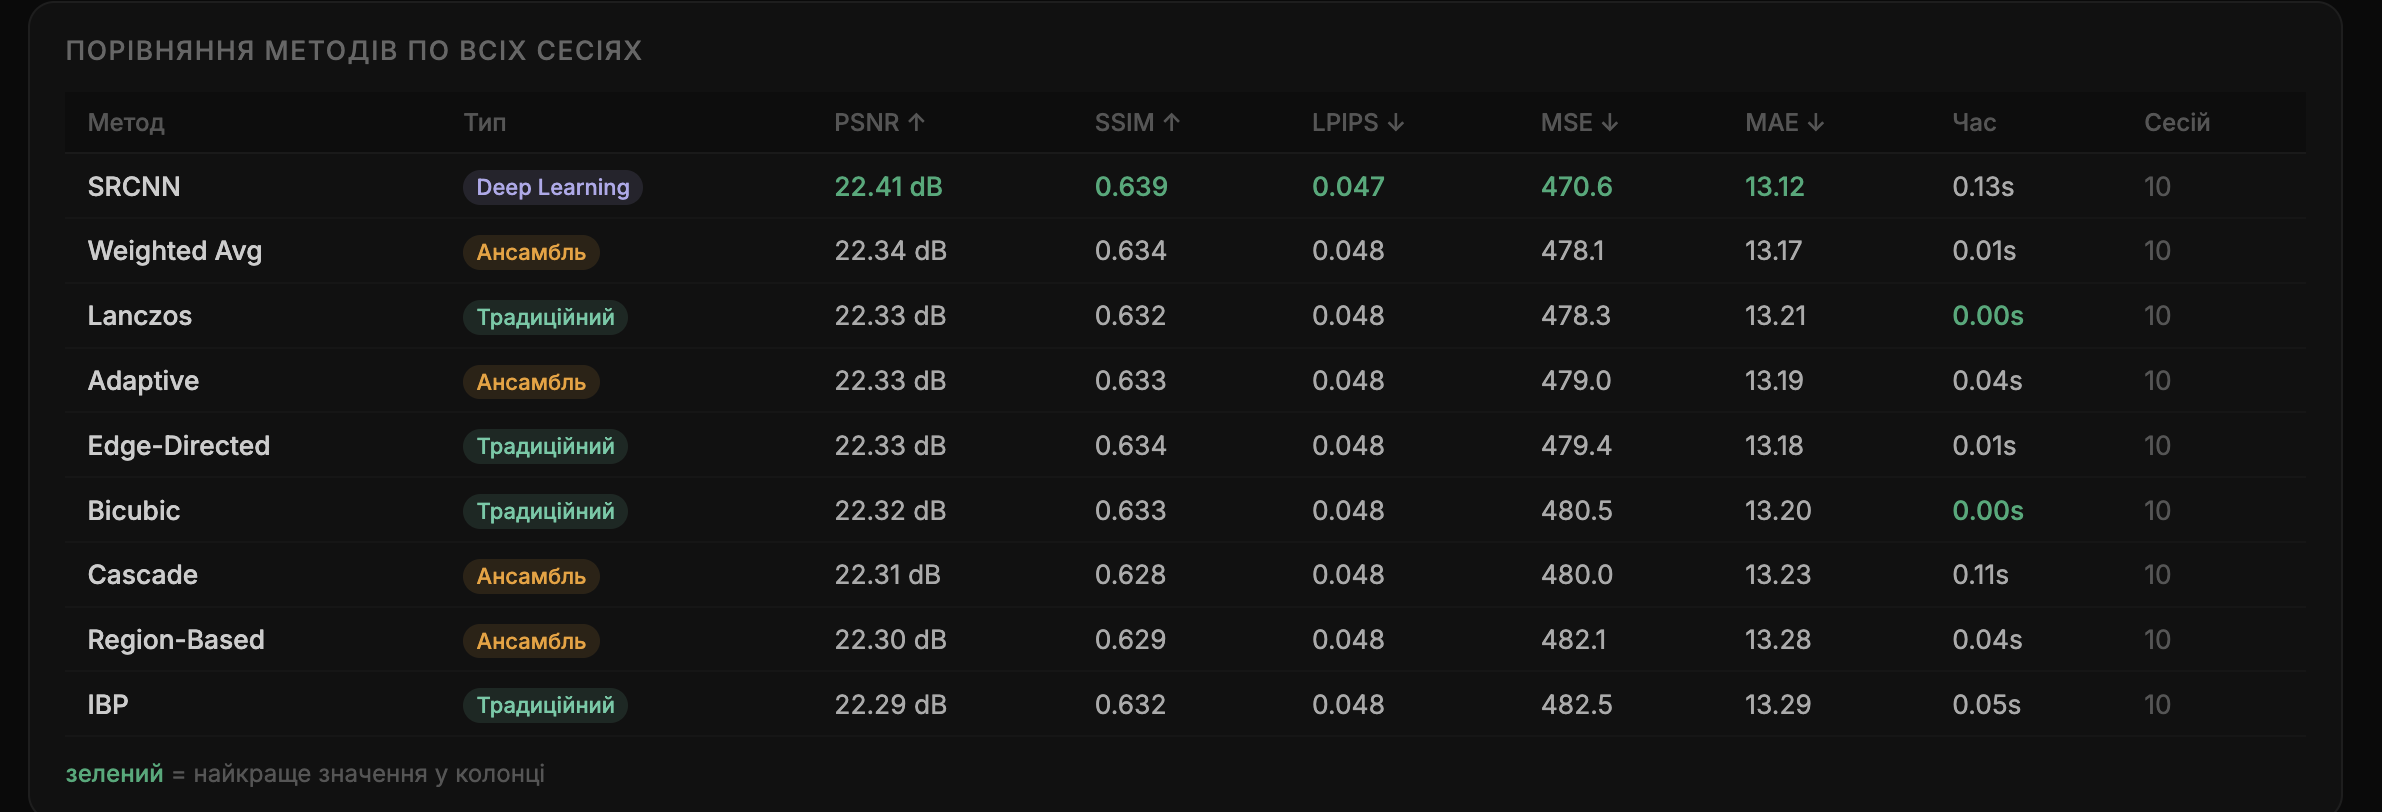 ПОРІВНЯННЯ МЕТОДІВ ПО ВСІХ СЕСІЯХ
Метод Тип PSNR ↑ SSIM ↑ LPIPS ↓ MSE ↓ MAE ↓ Час Сесій
SRCNN Deep Learning 22.41 dB 0.639 0.047 470.6 13.12 0.13s 10
Weighted Avg Ансамбль 22.34 dB 0.634 0.048 478.1 13.17 0.01s 10
Lanczos Традиційний 22.33 dB 0.632 0.048 478.3 13.21 0.00s 10
Adaptive Ансамбль 22.33 dB 0.633 0.048 479.0 13.19 0.04s 10
Edge-Directed Традиційний 22.33 dB 0.634 0.048 479.4 13.18 0.01s 10
Bicubic Традиційний 22.32 dB 0.633 0.048 480.5 13.20 0.00s 10
Cascade Ансамбль 22.31 dB 0.628 0.048 480.0 13.23 0.11s 10
Region-Based Ансамбль 22.30 dB 0.629 0.048 482.1 13.28 0.04s 10
IBP Традиційний 22.29 dB 0.632 0.048 482.5 13.29 0.05s 10
зелений = найкраще значення у колонці